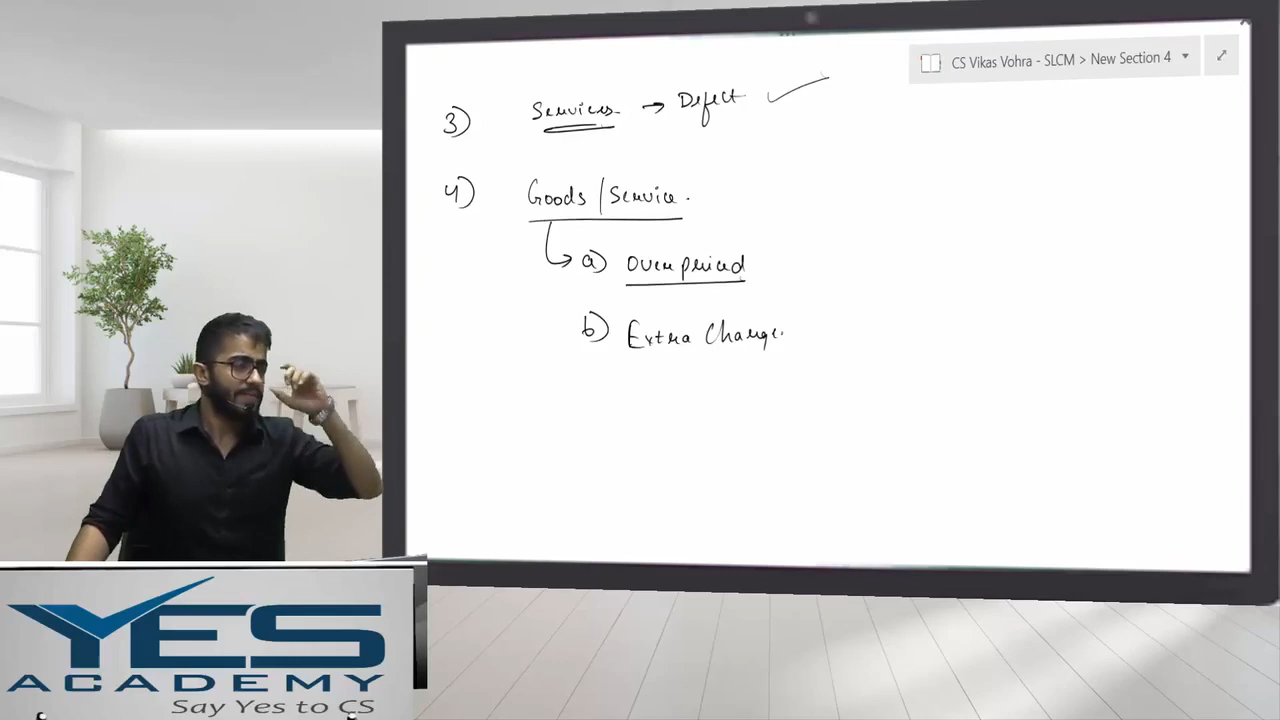 CS Vikas Vohra - SLCM > New Section 4
3) Services → Defect ✓
4) Goods / Service.
a) Overpriced
b) Extra Charge.
YES
ACADEMY
Say Yes to CS